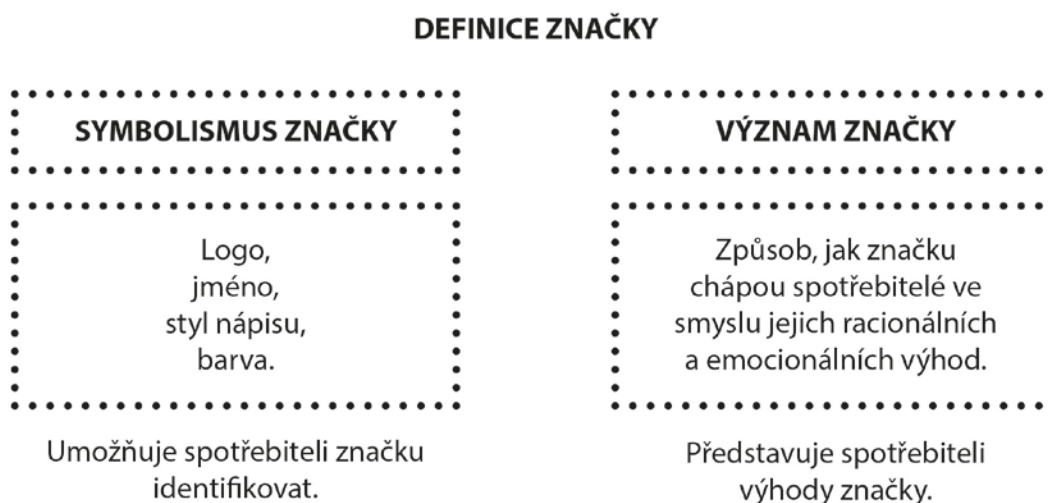 DEFINICE ZNAČKY
SYMBOLISMUS ZNAČKY
Logo,
jméno,
styl nápisu,
barva.
Umožňuje spotřebiteli značku
identifikovat.
VÝZNAM ZNAČKY
Způsob, jak značku
chápou spotřebitelé ve
smyslu jejich racionálních
a emocionálních výhod.
Představuje spotřebiteli
výhody značky.